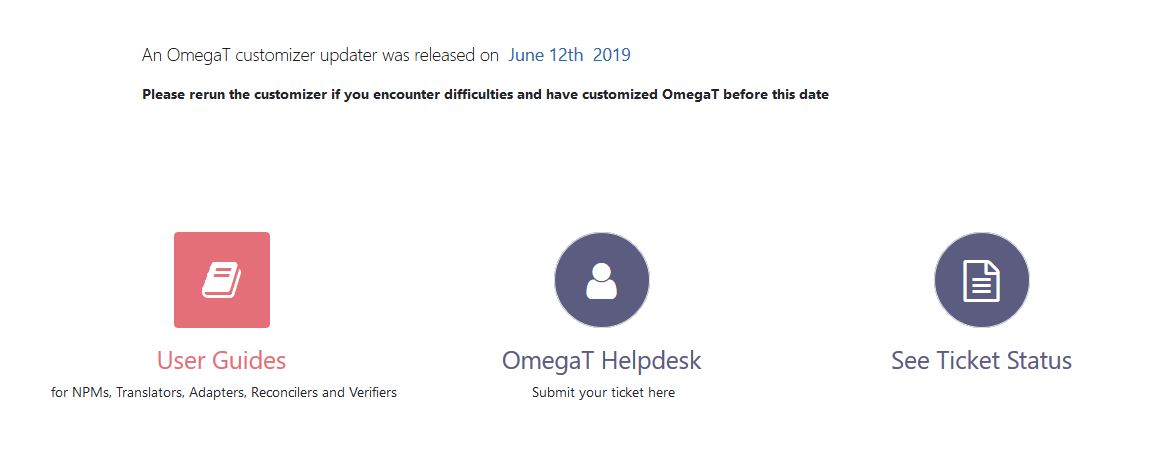 An OmegaT customizer updater was released on June 12th 2019
Please rerun the customizer if you encounter difficulties and have customized OmegaT before this date
User Guides
for NPMs, Translators, Adapters, Reconcilers and Verifiers
OmegaT Helpdesk
Submit your ticket here
See Ticket Status